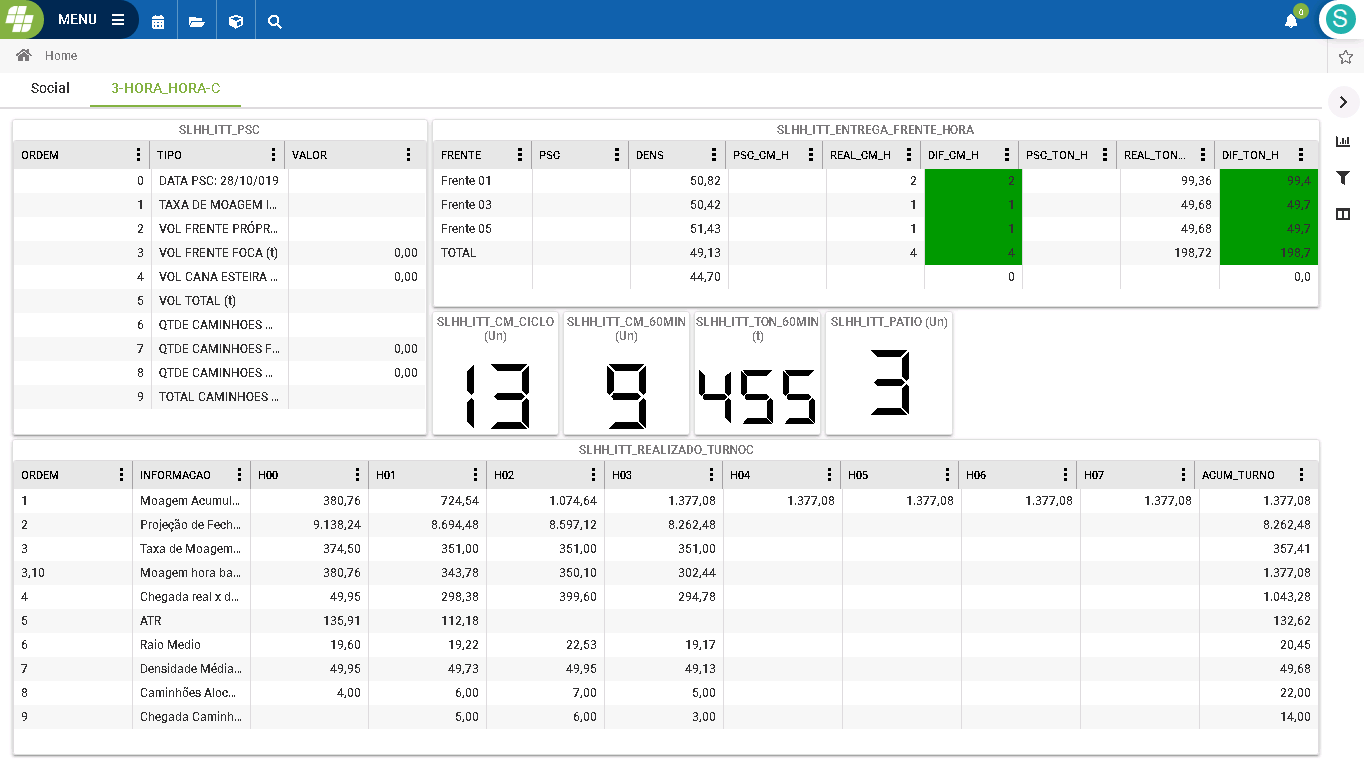 MENU
0
S
Home
Social 3-HORA_HORA-C
SLHH_ITT_PSC
ORDEM TIPO VALOR
0 DATA PSC: 28/10/019
1 TAXA DE MOAGEM I...
2 VOL FRENTE PRÓPR...
3 VOL FRENTE FOCA (t) 0,00
4 VOL CANA ESTEIRA ... 0,00
5 VOL TOTAL (t)
6 QTDE CAMINHOES ...
7 QTDE CAMINHOES F... 0,00
8 QTDE CAMINHOES ... 0,00
9 TOTAL CAMINHOES ...
SLHH_ITT_ENTREGA_FRENTE_HORA
FRENTE PSC DENS PSC_CM_H REAL_CM_H DIF_CM_H PSC_TON_H REAL_TON... DIF_TON_H
Frente 01 50,82 2 2 99,36 99,4
Frente 03 50,42 1 1 49,68 49,7
Frente 05 51,43 1 1 49,68 49,7
TOTAL 49,13 4 4 198,72 198,7
44,70 0 0,0
SLHH_ITT_CM_CICLO
(Un)
13
SLHH_ITT_CM_60MIN
(Un)
9
SLHH_ITT_TON_60MIN
(t)
455
SLHH_ITT_PATIO (Un)
3
SLHH_ITT_REALIZADO_TURNOC
ORDEM INFORMACAO H00 H01 H02 H03 H04 H05 H06 H07 ACUM_TURNO
1 Moagem Acumul... 380,76 724,54 1.074,64 1.377,08 1.377,08 1.377,08 1.377,08 1.377,08 1.377,08
2 Projeção de Fech... 9.138,24 8.694,48 8.597,12 8.262,48 8.262,48
3 Taxa de Moagem... 374,50 351,00 351,00 351,00 357,41
3,10 Moagem hora ba... 380,76 343,78 350,10 302,44 1.377,08
4 Chegada real x d... 49,95 298,38 399,60 294,78 1.043,28
5 ATR 135,91 112,18 132,62
6 Raio Medio 19,60 19,22 22,53 19,17 20,45
7 Densidade Média... 49,95 49,73 49,95 49,13 49,68
8 Caminhões Aloc... 4,00 6,00 7,00 5,00 22,00
9 Chegada Caminh... 5,00 6,00 3,00 14,00